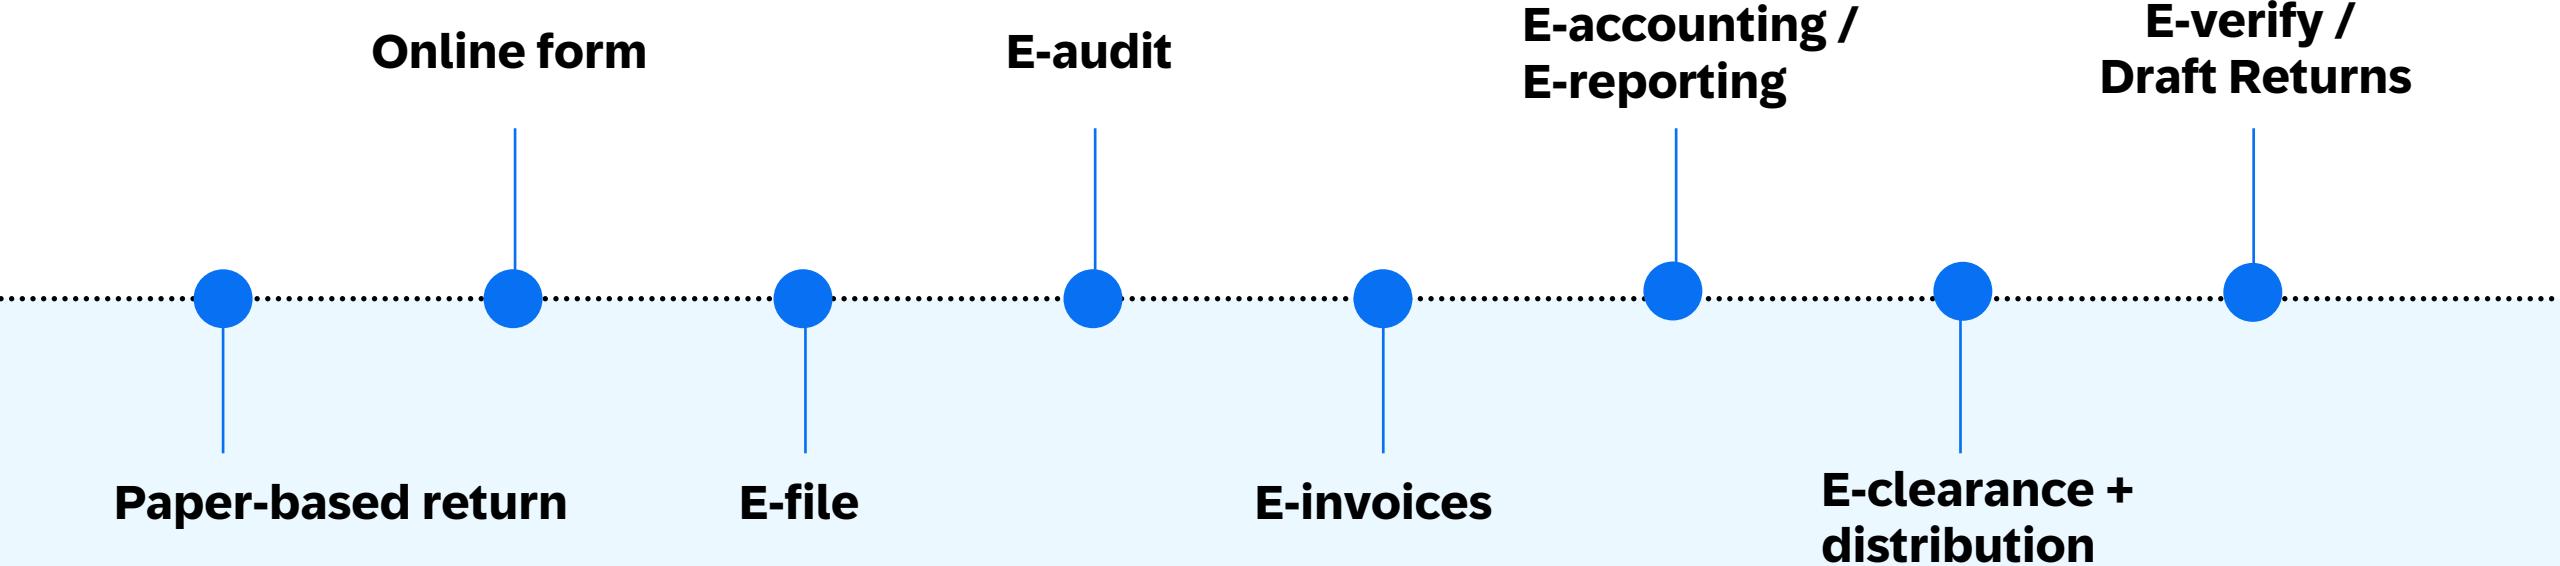 Online form
E-audit
E-accounting /
E-reporting
E-verify /
Draft Returns
Paper-based return
E-file
E-invoices
E-clearance +
distribution